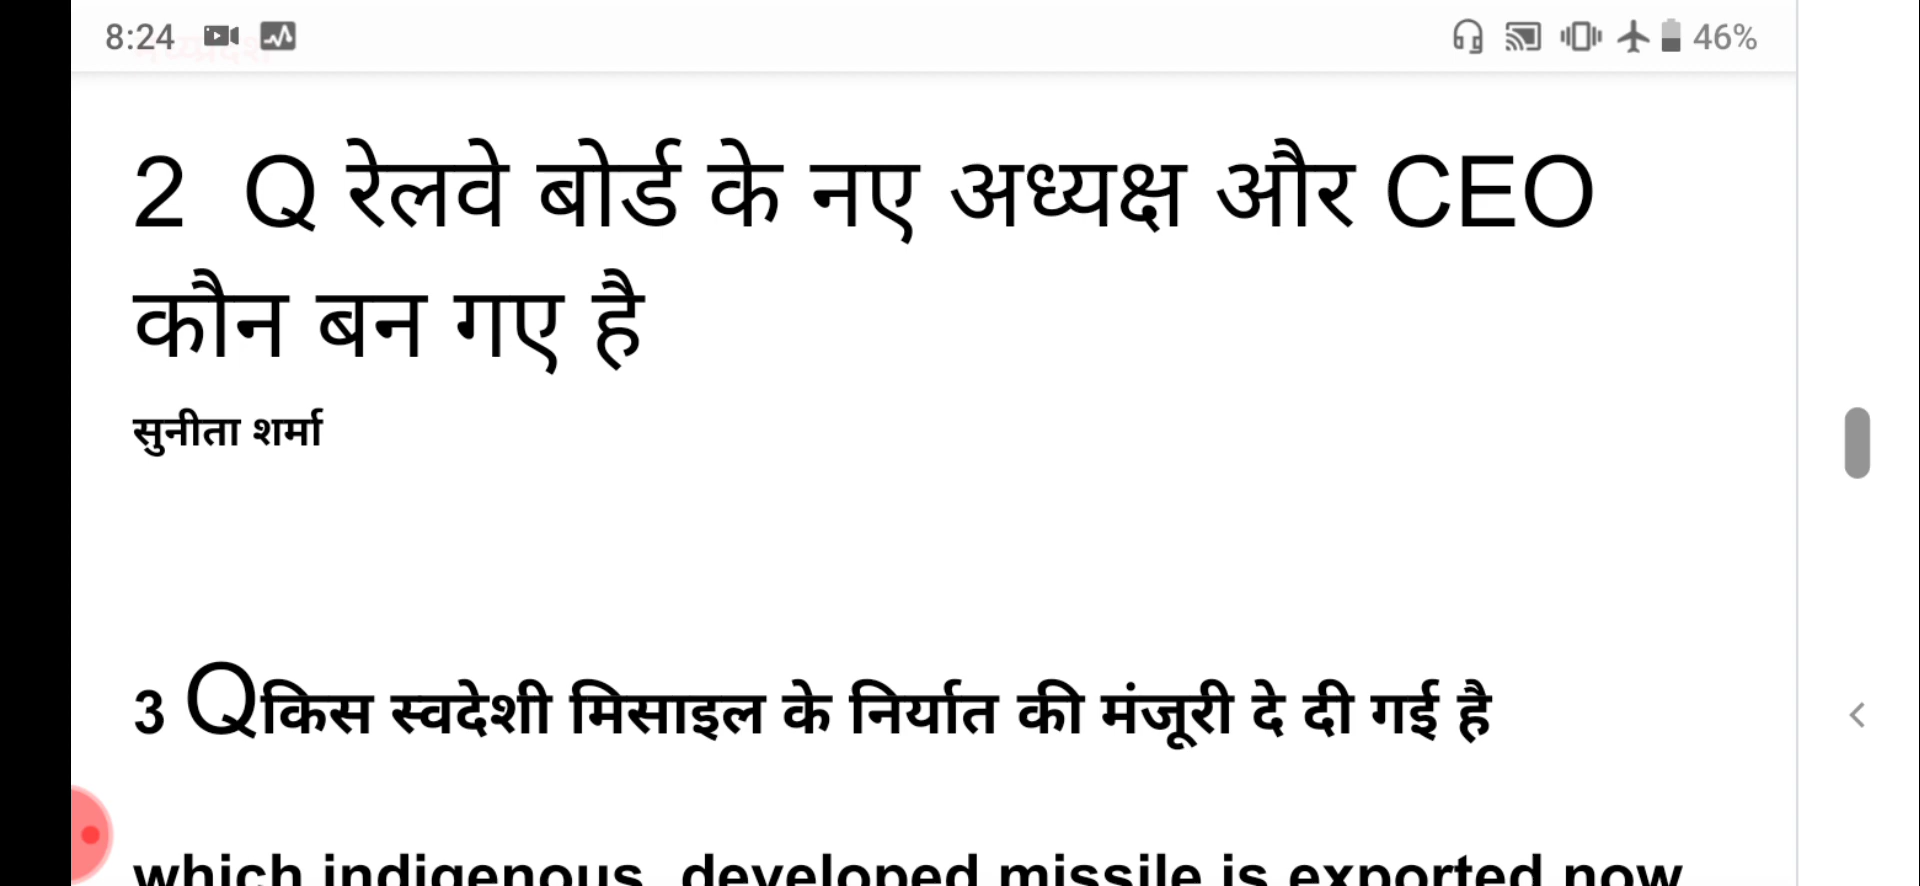 8:24 46%
2 Q रेलवे बोर्ड के नए अध्यक्ष और CEO
कौन बन गए है
सुनीता शर्मा
3 Qकिस स्वदेशी मिसाइल के निर्यात की मंजूरी दे दी गई है
which indigenous developed missile is exported now